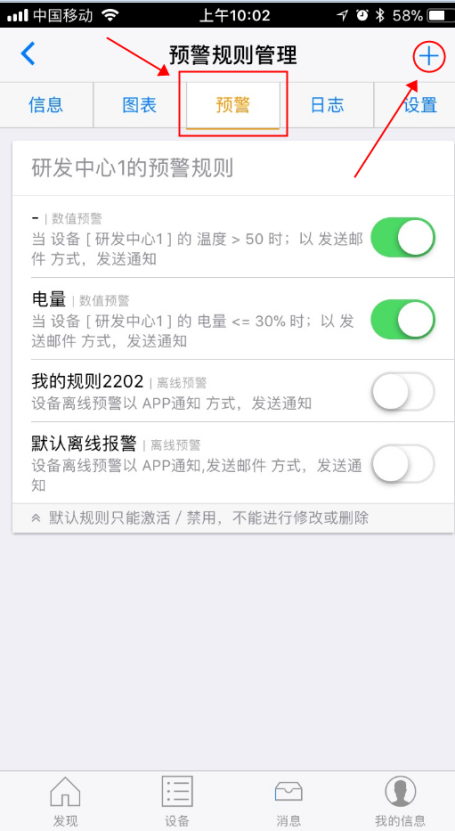 中国移动 上午10:02 58%
预警规则管理
信息 图表 预警 日志 设置
研发中心1的预警规则
- | 数值预警
当 设备 [ 研发中心1 ] 的 温度 > 50 时；以 发送邮
件 方式，发送通知
电量 | 数值预警
当 设备 [ 研发中心1 ] 的 电量 <= 30% 时；以 发
送邮件 方式，发送通知
我的规则2202 | 离线预警
设备离线预警以 APP通知 方式，发送通知
默认离线报警 | 离线预警
设备离线预警以 APP通知,发送邮件 方式，发送通
知
默认规则只能激活 / 禁用，不能进行修改或删除
发现 设备 消息 我的信息